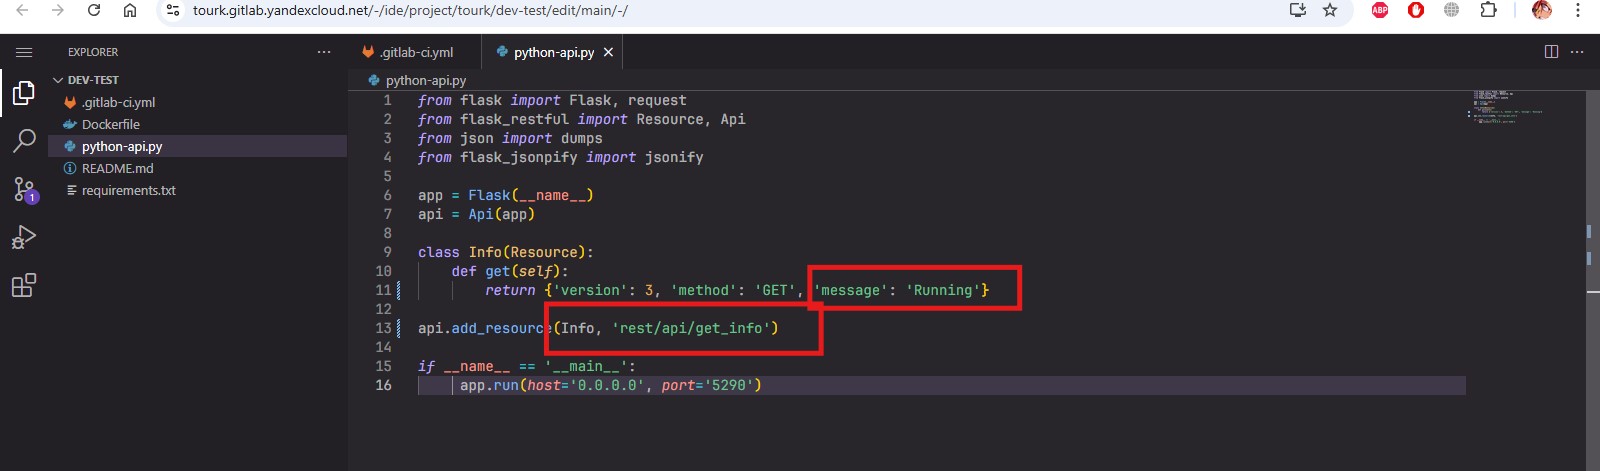 tourk.gitlab.yandexcloud.net/-/ide/project/tourk/dev-test/edit/main/-/
ABP
EXPLORER
DEV-TEST
.gitlab-ci.yml
Dockerfile
python-api.py
README.md
requirements.txt
1
.gitlab-ci.yml
python-api.py
python-api.py
1 from flask import Flask, request
2 from flask_restful import Resource, Api
3 from json import dumps
4 from flask_jsonpify import jsonify
5
6 app = Flask(__name__)
7 api = Api(app)
8
9 class Info(Resource):
10 def get(self):
11 return {'version': 3, 'method': 'GET', 'message': 'Running'}
12
13 api.add_resource(Info, 'rest/api/get_info')
14
15 if __name__ == '__main__':
16 app.run(host='0.0.0.0', port='5290')